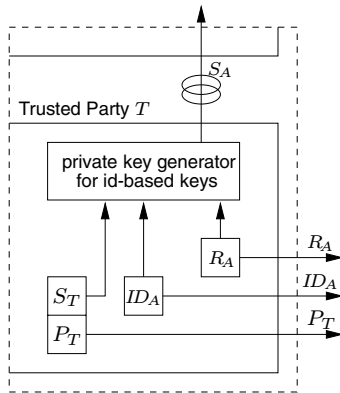 S_A
Trusted Party T
private key generator
for id-based keys
R_A
R_A
ID_A
S_T
ID_A
P_T
P_T